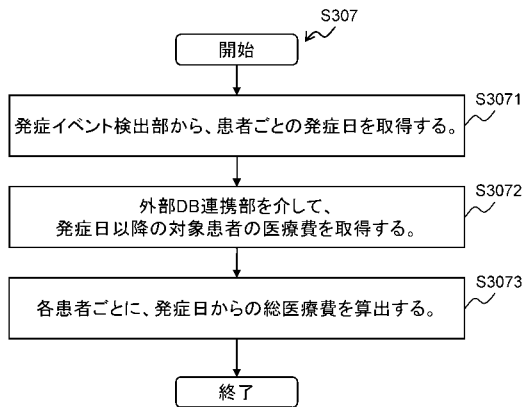 S307
開始
S3071
発症イベント検出部から、患者ごとの発症日を取得する。
S3072
外部DB連携部を介して、
発症日以降の対象患者の医療費を取得する。
S3073
各患者ごとに、発症日からの総医療費を算出する。
終了